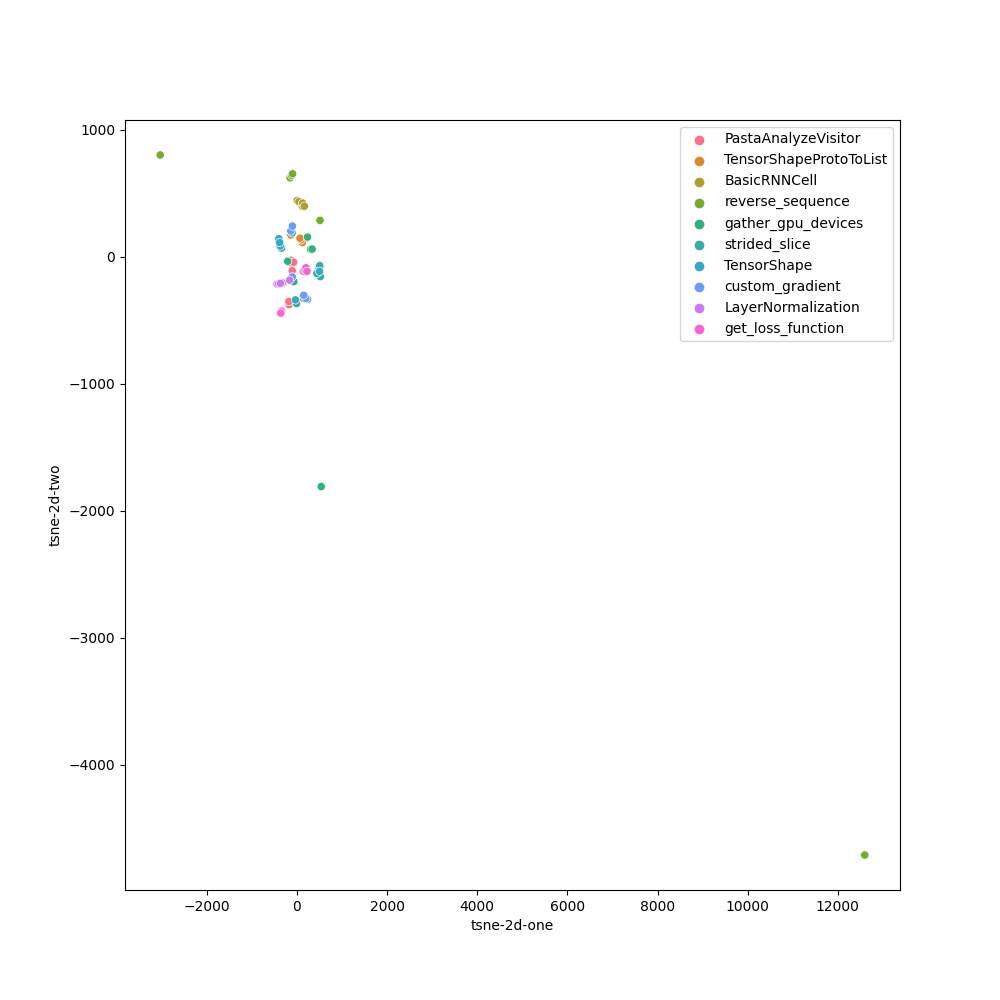 PastaAnalyzeVisitor
TensorShapeProtoToList
BasicRNNCell
reverse_sequence
gather_gpu_devices
strided_slice
TensorShape
custom_gradient
LayerNormalization
get_loss_function
1000
0
−1000
−2000
−3000
−4000
tsne-2d-two
−2000
0
2000
4000
6000
8000
10000
12000
tsne-2d-one